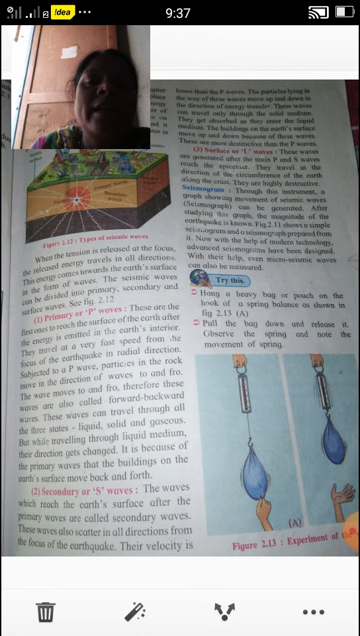 !dea
9:37
Figure 2.12 : Types of seismic waves
When the tension is released at the focus,
the released energy travels in all directions.
This energy comes towards the earth's surface
in the form of waves. The seismic waves
can be divided into primary, secondary and
surface waves. See fig. 2.12
(1) Primary or 'P' waves : These are the
first ones to reach the surface of the earth after
the energy is emitted in the earth's interior.
They travel at a very fast speed from the
focus of the earthquake in radial direction.
Subjected to a P wave, particles in the rock
move in the direction of waves to and fro.
The wave moves to and fro, therefore these
waves are also called forward-backward
waves. These waves can travel through all
the three states - liquid, solid and gaseous.
But while travelling through liquid medium,
their direction gets changed. It is because of
the primary waves that the buildings on the
earth's surface move back and forth.
(2) Secondary or 'S' waves : The waves
which reach the earth's surface after the
primary waves are called secondary waves.
These waves also scatter in all directions from
the focus of the earthquake. Their velocity is
lesser than the P waves. The particles lying in
the way of these waves move up and down in
the direction of energy transfer. These waves
can travel only through the solid medium.
They get absorbed as they enter the liquid
medium. The buildings on the earth's surface
move up and down because of these waves.
These are more destructive than the P waves.
(3) Surface or 'L' waves : These waves
are generated after the main P and S waves
reach the epicenter. They travel in the
direction of the circumference of the earth
along the crust. They are highly destructive.
Seismogram : Through this instrument, a
graph showing movement of seismic waves
(Seismograph) can be generated. After
studying this graph, the magnitude of the
earthquake is known. Fig.2.11 shows a simple
seismogram and a seismograph prepared from
it. Now with the help of modern technology,
advanced seismograms have been designed.
With their help, even micro-seismic waves
can also be measured.
Try this.
Hang a heavy bag or pouch on the
hook of a spring balance as shown in
fig 2.13 (A)
Pull the bag down and release it.
Observe the spring and note the
movement of spring.
(A)
Figure 2.13 : Experiment of